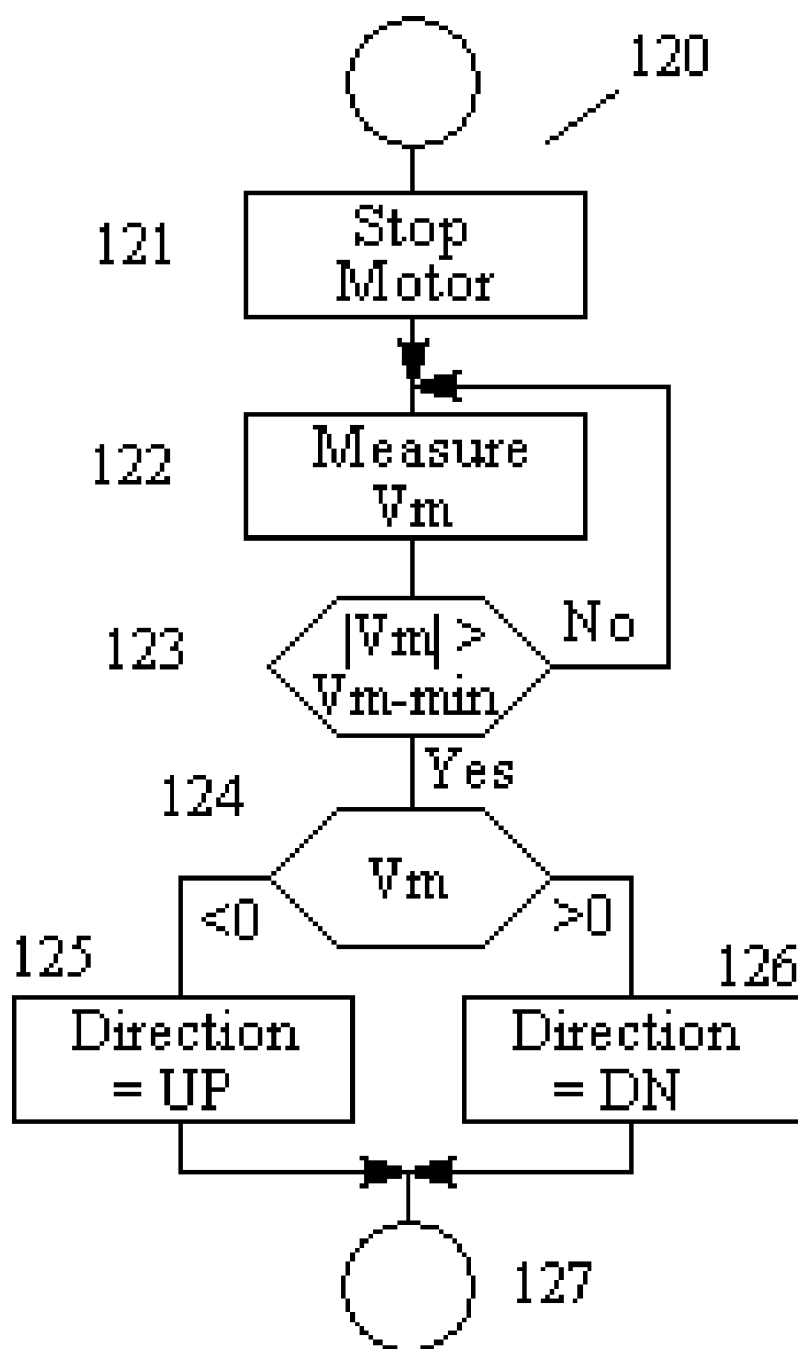 120
121
Stop
Motor
122
Measure
Vm
123
|Vm| >
Vm-min
No
Yes
124
Vm
<0
>0
125
126
Direction
= UP
Direction
= DN
127